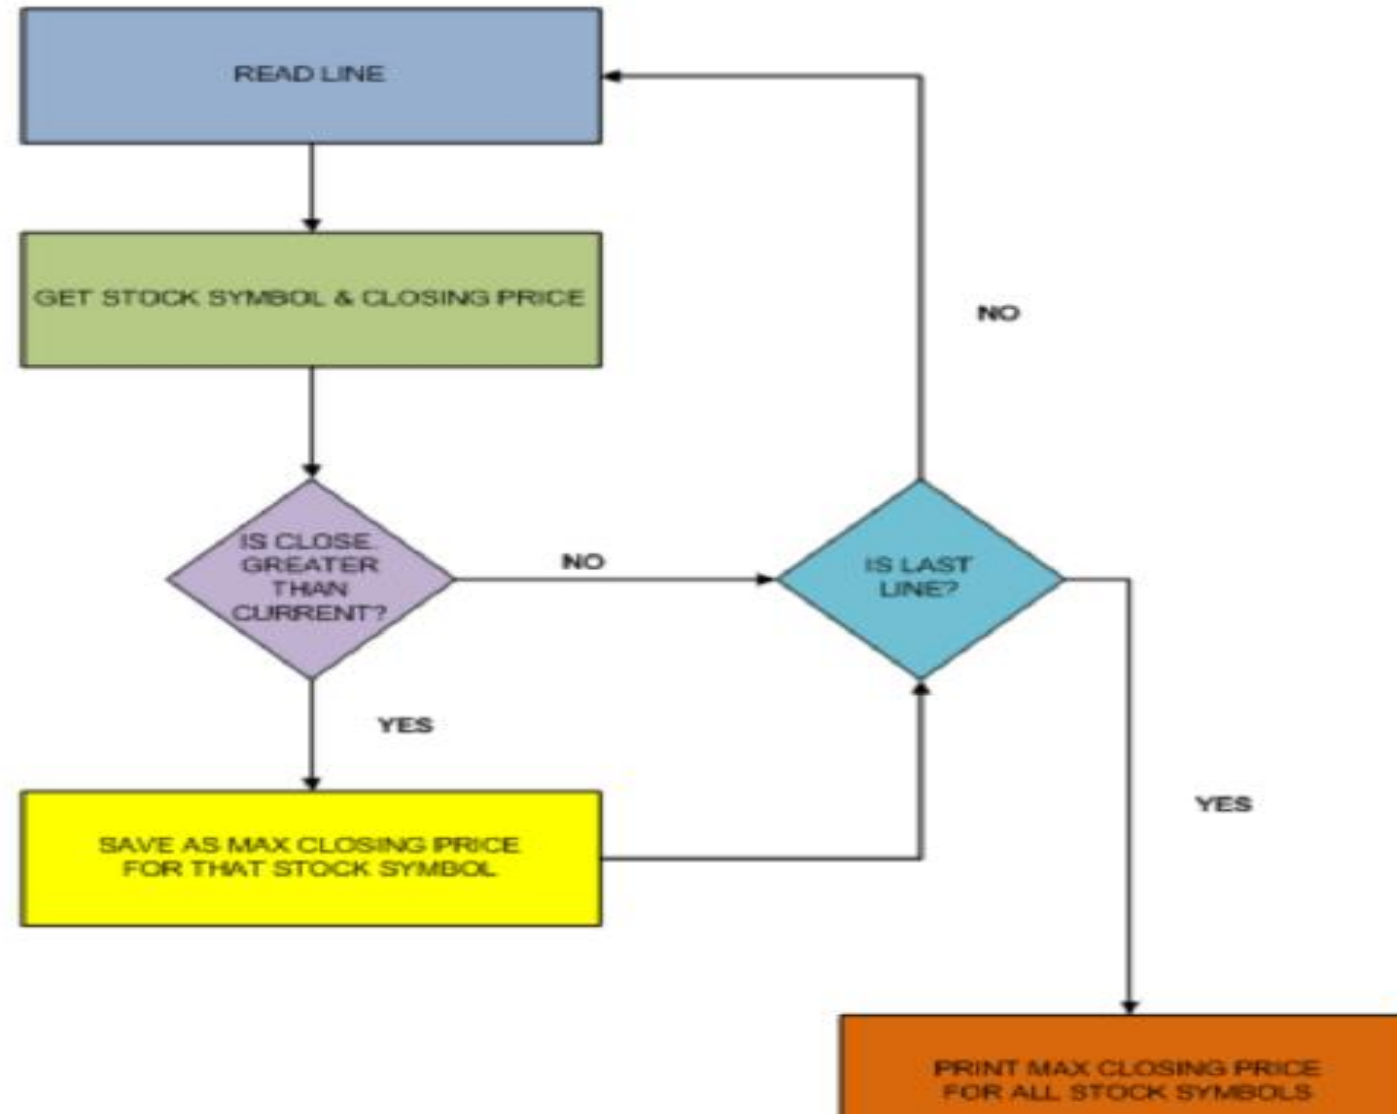 READ LINE
GET STOCK SYMBOL & CLOSING PRICE
NO
IS CLOSE
GREATER
THAN
CURRENT?
NO
IS LAST
LINE?
YES
SAVE AS MAX CLOSING PRICE
FOR THAT STOCK SYMBOL
YES
PRINT MAX CLOSING PRICE
FOR ALL STOCK SYMBOLS